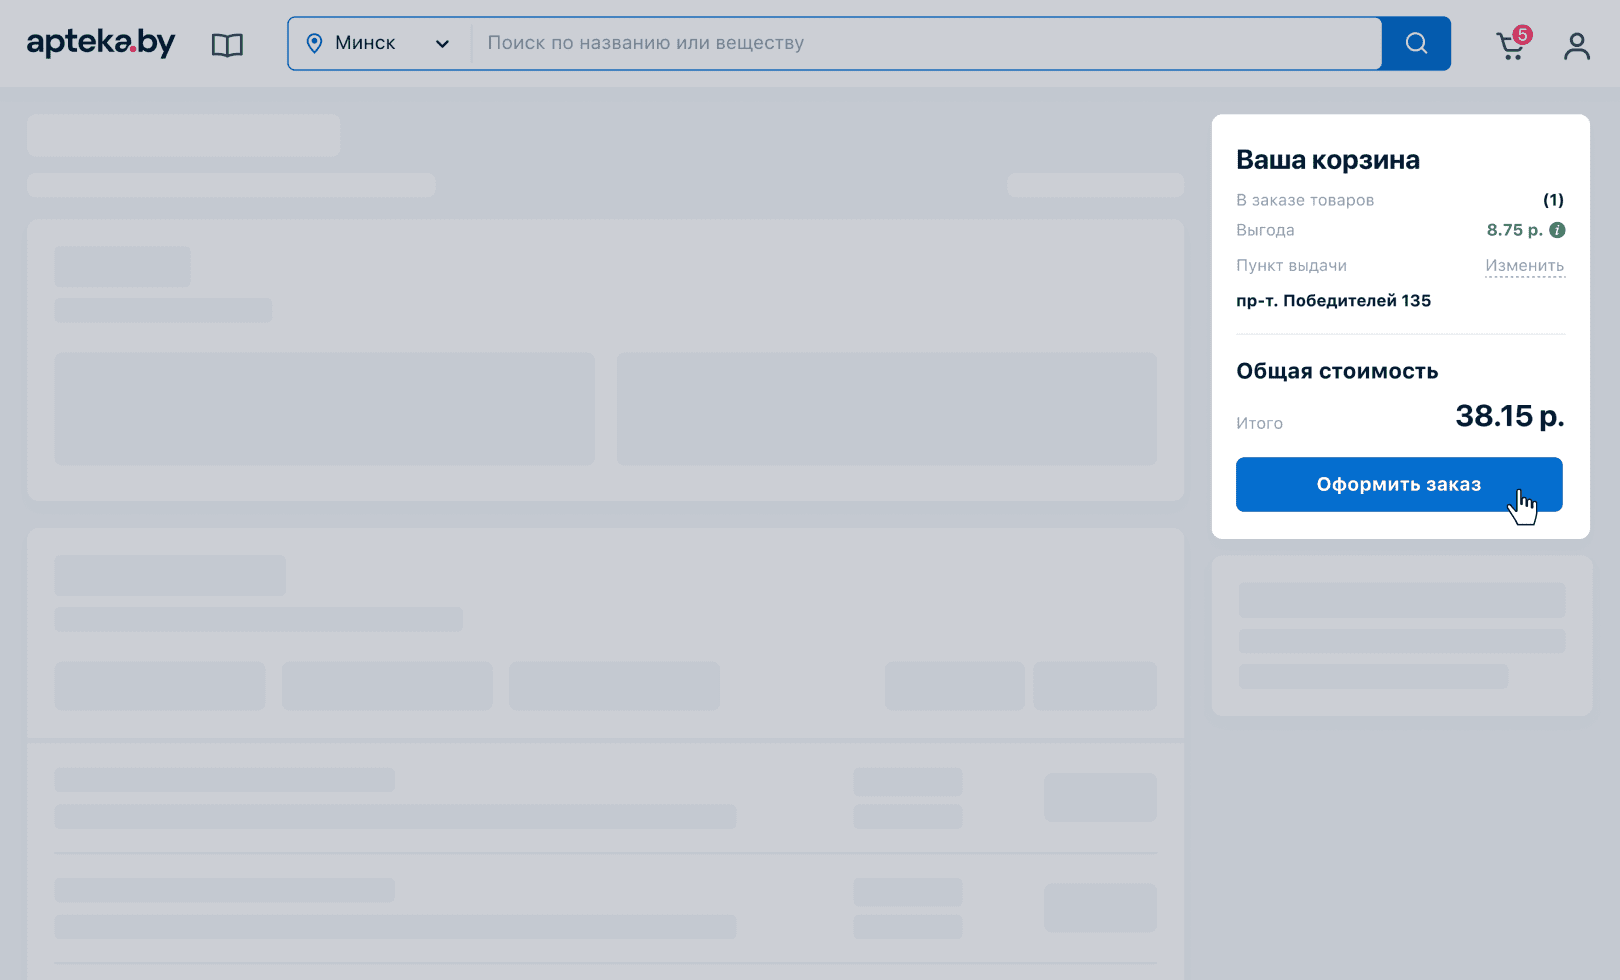 apteka.by
Минск
Поиск по названию или веществу
5
Ваша корзина
В заказе товаров (1)
Выгода 8.75 р. i
Пункт выдачи Изменить
пр-т. Победителей 135
Общая стоимость
Итого 38.15 р.
Оформить заказ